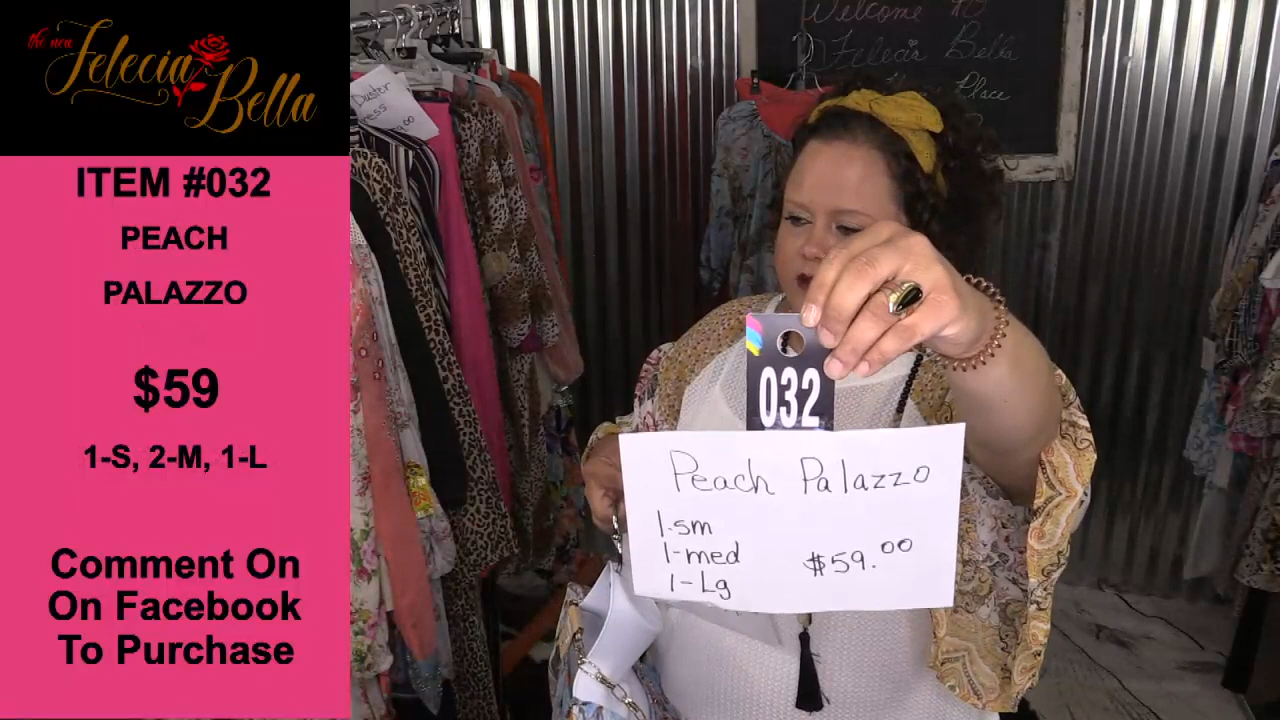 the new
Felecia
Bella
ITEM #032
PEACH
PALAZZO
$59
1-S, 2-M, 1-L
Comment On
On Facebook
To Purchase
Duster
Welcome to
Felecia Bella
Place
032
Peach Palazzo
1-sm
1-med
1-Lg
$59.00